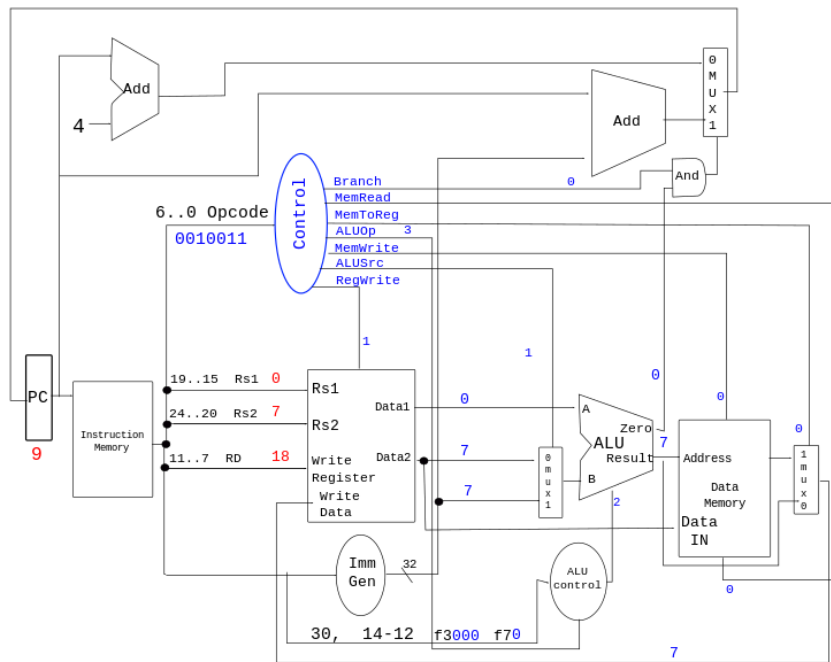 0
M
U
X
1
Add
4
Add
And
Branch 0
MemRead
6..0 Opcode
MemToReg
ALUOp 3
0010011
Control
MemWrite
ALUSrc
RegWrite
1
1
0
0
PC
9
Instruction
Memory
19..15 Rs1 0
24..20 Rs2 7
11..7 RD 18
Rs1
Rs2
Write
Register
Write
Data
Data1
Data2
0
7
7
0
m
u
x
1
A
B
ALU
Zero
Result
7
2
Address
Data
Memory
Data
IN
0
0
1
m
u
x
0
Imm
Gen
32
ALU
control
30, 14-12 f3000 f70
7